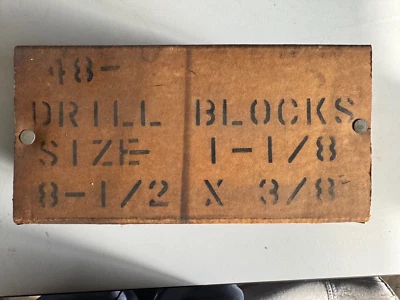 48-
DRILL BLOCKS
SIZE- 1-1/8
8-1/2 X 3/8